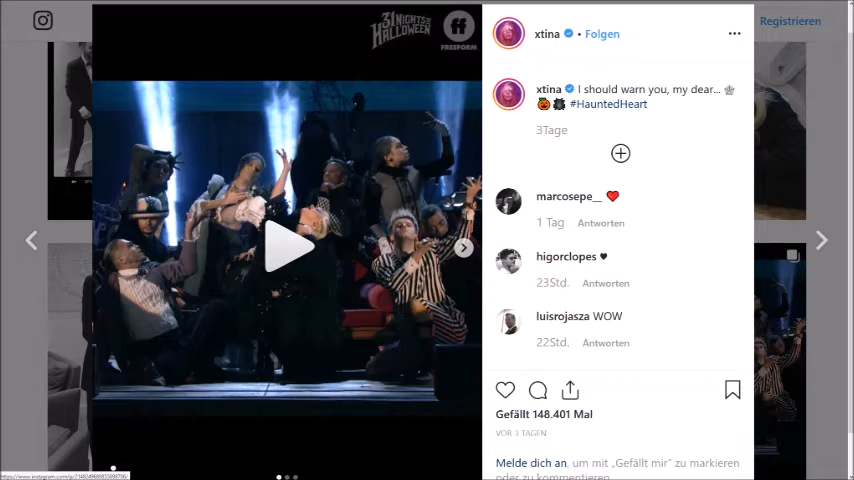 31 NIGHTS OF
HALLOWEEN
ff
FREEFORM
Registrieren
xtina • Folgen
xtina I should warn you, my dear... 🕸
🎃 #HauntedHeart
3Tage
marcosepe__ ❤️
1 Tag Antworten
higorclopes ♥
23Std. Antworten
luisrojasza WOW
22Std. Antworten
Gefällt 148.401 Mal
VOR 3 TAGEN
Melde dich an, um mit „Gefällt mir“ zu markieren
oder zu kommentieren.